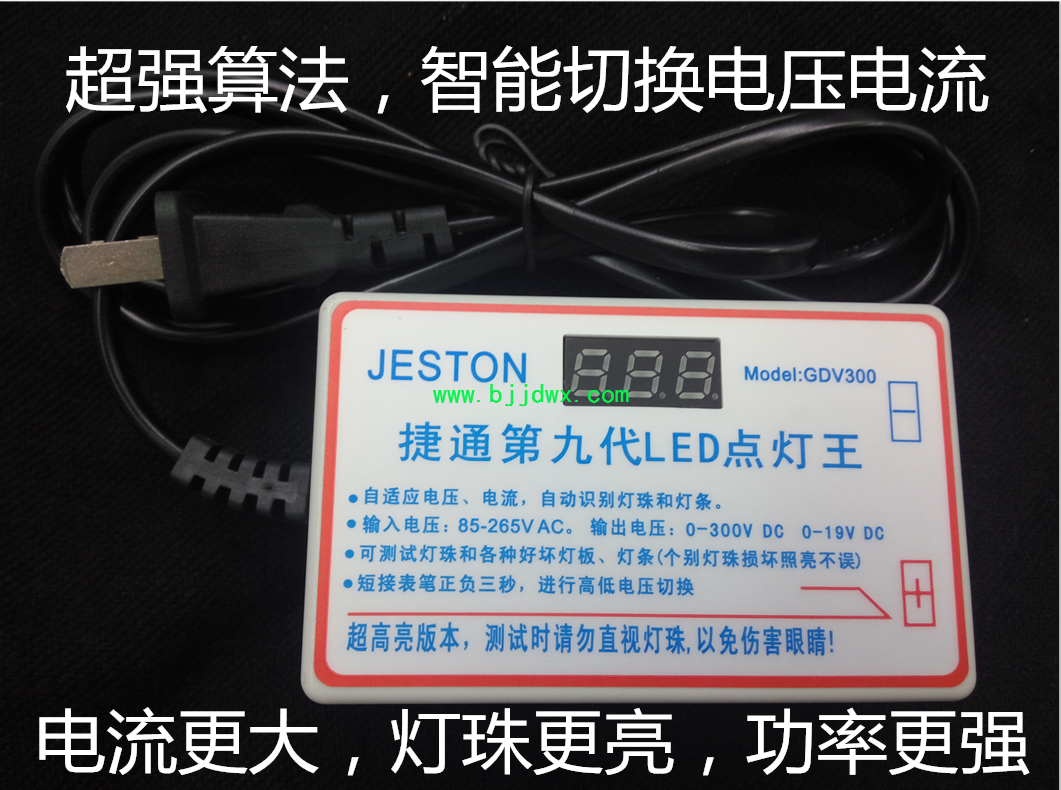 超强算法，智能切换电压电流
JESTON
888
Model:GDV300
www.bjjdwx.com
捷通第九代LED点灯王
●自适应电压、电流，自动识别灯珠和灯条。
●输入电压：85-265V AC。 输出电压：0-300V DC 0-19V DC
●可测试灯珠和各种好坏灯板、灯条(个别灯珠损坏照亮不误)
●短接表笔正负三秒，进行高低电压切换
超高亮版本，测试时请勿直视灯珠,以免伤害眼睛!
电流更大，灯珠更亮，功率更强